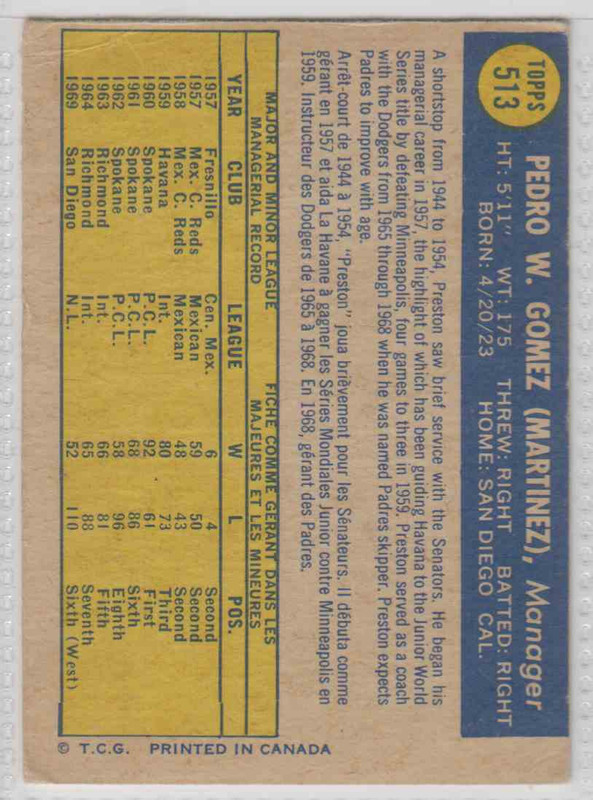 TOPPS
513
PEDRO W. GOMEZ (MARTINEZ), Manager
HT: 5'11" WT: 175 THREW: RIGHT BATTED: RIGHT
BORN: 4/20/23 HOME: SAN DIEGO CAL.
A shortstop from 1944 to 1954, Preston saw brief service with the Senators. He began his
managerial career in 1957, the highlight of which has been guiding Havana to the Junior World
Series title by defeating Minneapolis, four games to three in 1959. Preston served as a coach
with the Dodgers from 1965 through 1968 when he was named Padres skipper. Preston expects
Padres to improve with age.
Arrêt-court de 1944 à 1954, "Preston" joua brièvement pour les Sénateurs. Il débuta comme
gérant en 1957 et aida La Havane à gagner les Séries Mondiales Junior contre Minneapolis en
1959. Instructeur des Dodgers de 1965 à 1968. En 1968, gérant des Padres.
MAJOR AND MINOR LEAGUE MANAGERIAL RECORD
FICHE COMME GÉRANT DANS LES MAJEURES ET LES MINEURES
YEAR CLUB LEAGUE W L POS.
1957 Fresnillo Cen. Mex. 6 4 Second
1957 Mex. C. Reds Mexican 59 50 Second
1958 Mex. C. Reds Mexican 48 43 Second
1959 Havana Int. 80 73 Third
1960 Spokane P.C.L. 92 61 First
1961 Spokane P.C.L. 68 86 Sixth
1962 Spokane P.C.L. 58 96 Eighth
1963 Richmond Int. 66 81 Fifth
1964 Richmond Int. 65 88 Seventh
1969 San Diego N.L. 52 110 Sixth (West)
© T.C.G. PRINTED IN CANADA